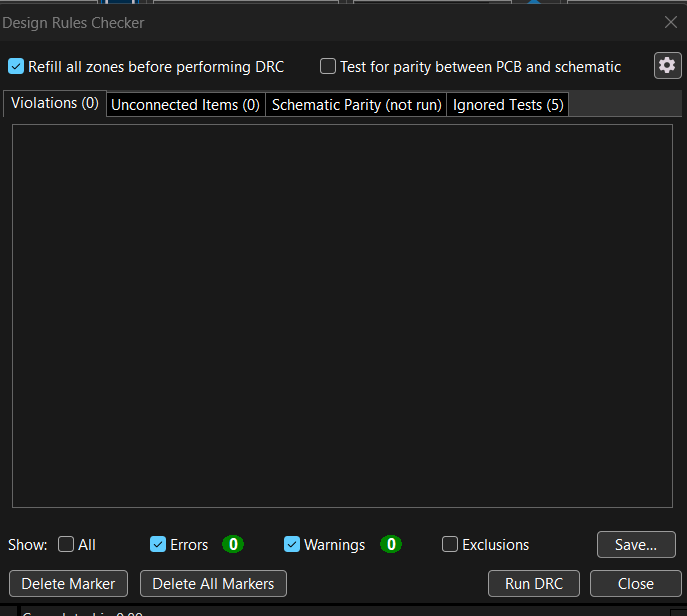 Design Rules Checker
Refill all zones before performing DRC Test for parity between PCB and schematic
Violations (0) Unconnected Items (0) Schematic Parity (not run) Ignored Tests (5)
Show: All Errors 0 Warnings 0 Exclusions Save...
Delete Marker Delete All Markers Run DRC Close